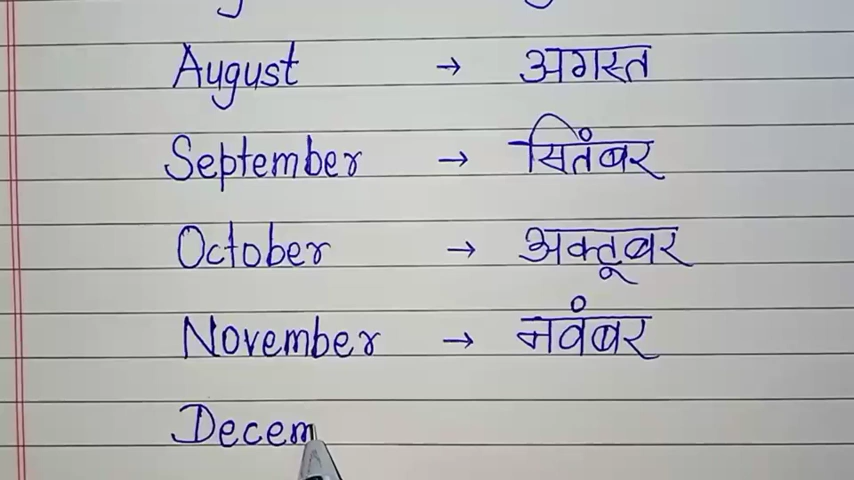 August → अगस्त
September → सितंबर
October → अक्तूबर
November → नवंबर
Decem